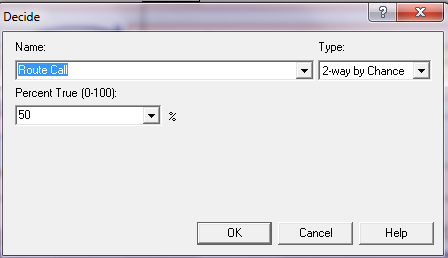 Decide
Name: Type:
Route Call 2-way by Chance
Percent True (0-100):
50 %
OK Cancel Help